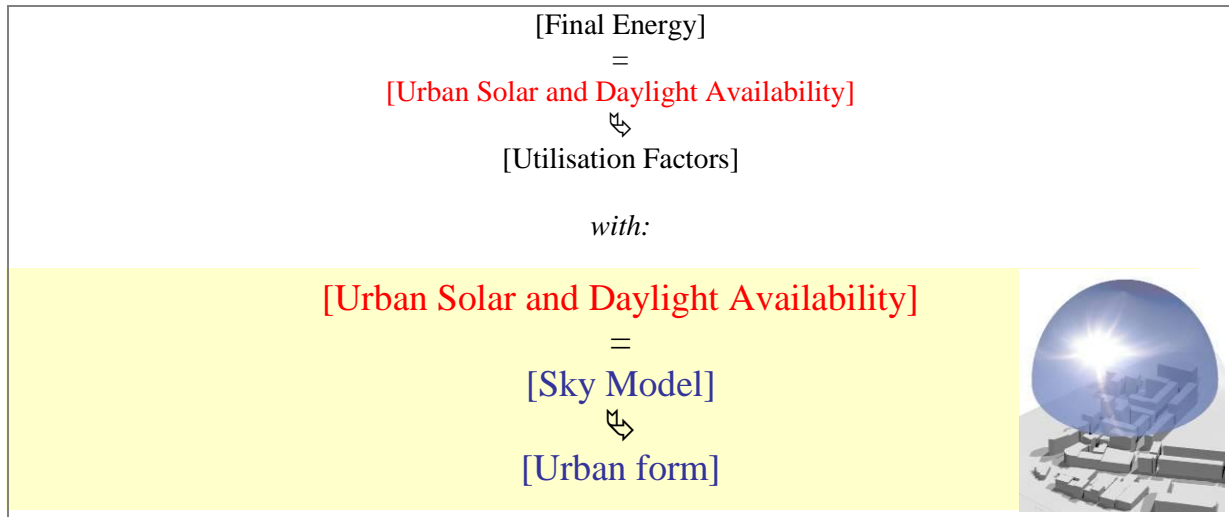 [Final Energy]
=
[Urban Solar and Daylight Availability]
⮱
[Utilisation Factors]
with:
[Urban Solar and Daylight Availability]
=
[Sky Model]
⮱
[Urban form]